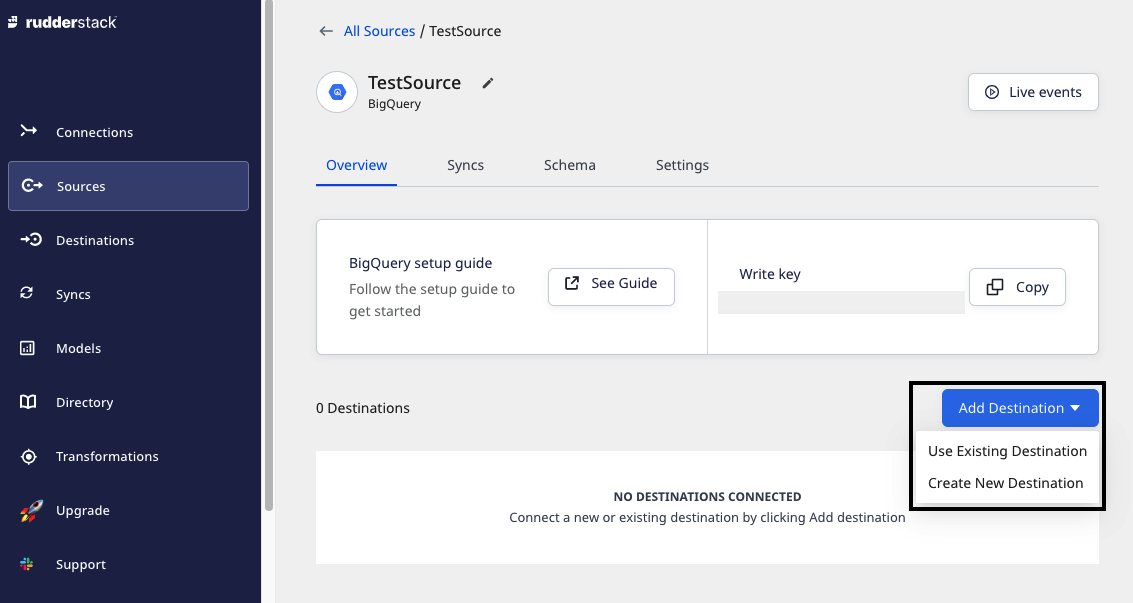 rudderstack
Connections
Sources
Destinations
Syncs
Models
Directory
Transformations
Upgrade
Support
All Sources / TestSource
TestSource
BigQuery
Live events
Overview Syncs Schema Settings
BigQuery setup guide
Follow the setup guide to
get started
See Guide
Write key
Copy
0 Destinations
Add Destination
Use Existing Destination
Create New Destination
NO DESTINATIONS CONNECTED
Connect a new or existing destination by clicking Add destination